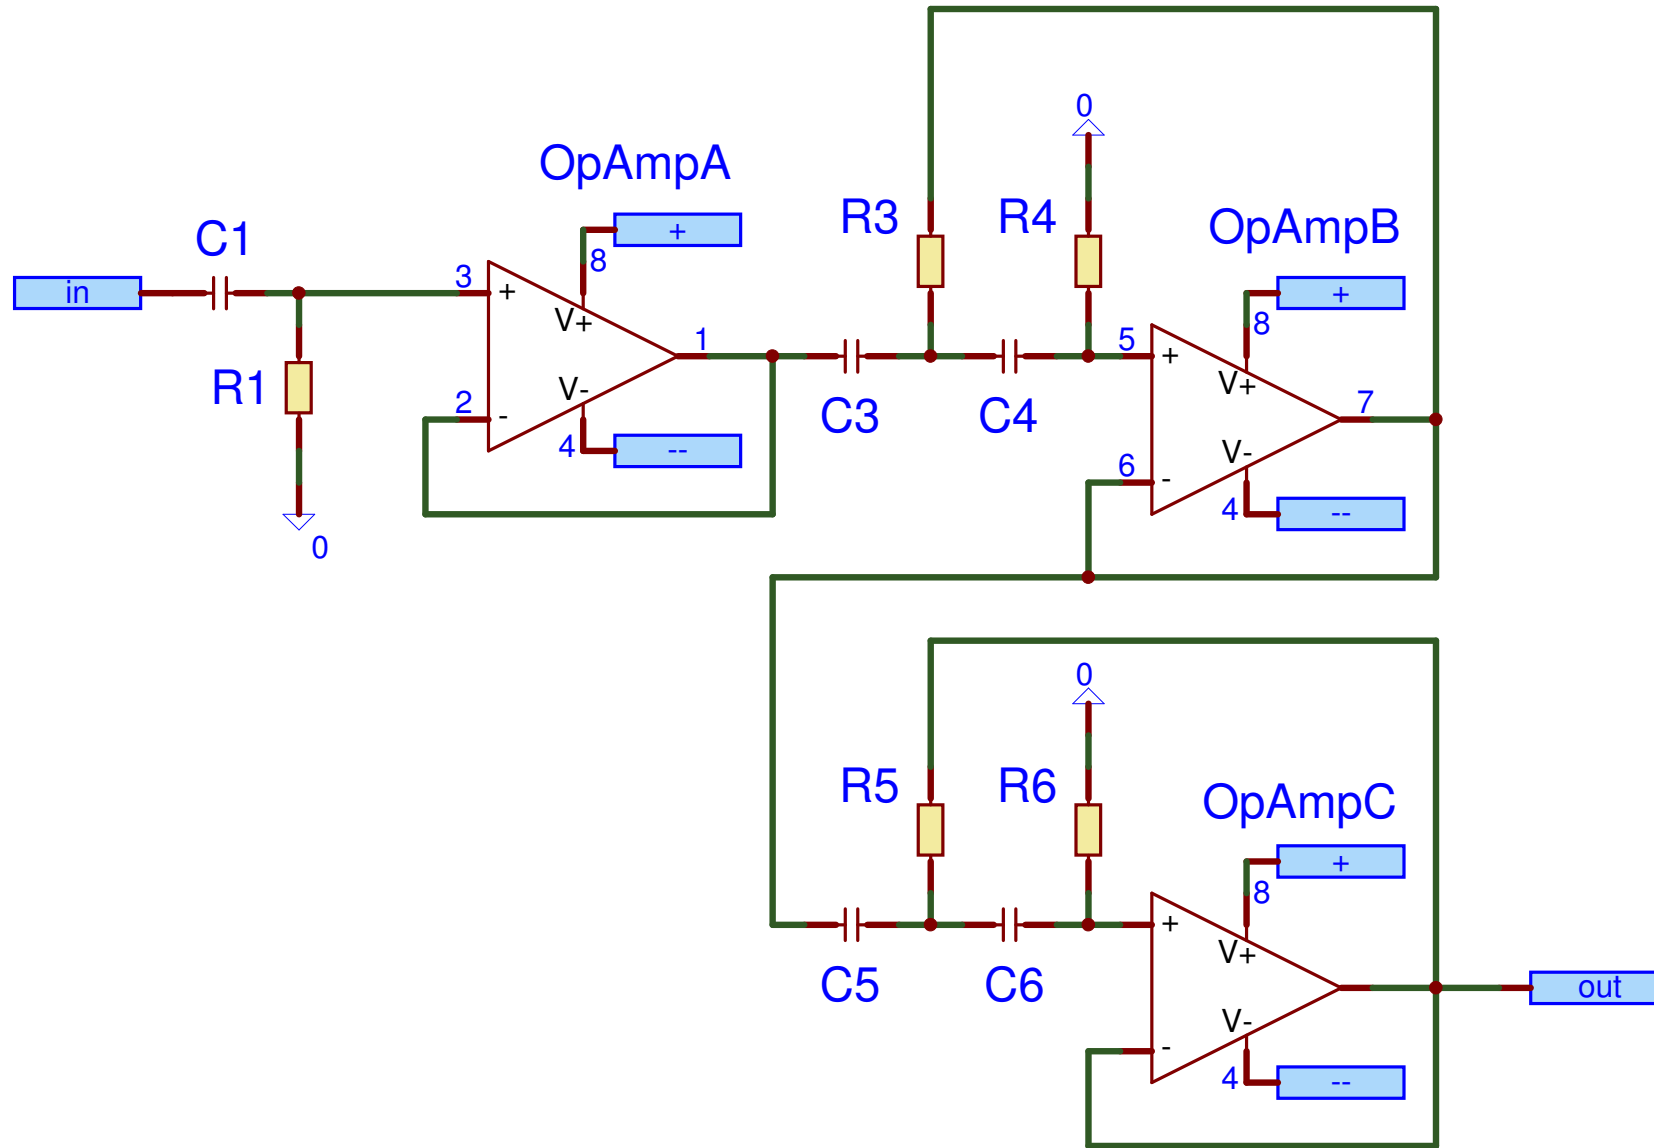 0
OpAmpA
R3
R4
OpAmpB
C1
+
8
in
3
+
V+
+
8
1
5
+
V+
R1
V-
2
-
4
--
C3
C4
7
6
-
V-
4
--
0
0
R5
R6
OpAmpC
+
8
+
V+
C5
C6
out
V-
-
4
--